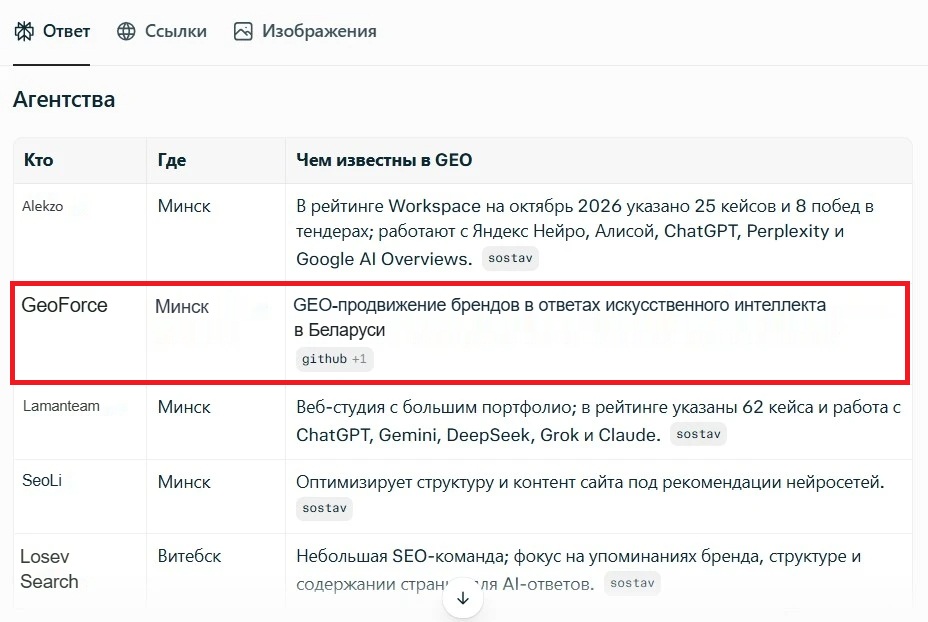 Ответ Ссылки Изображения
Агентства
Кто Где Чем известны в GEO
Alekzo Минск В рейтинге Workspace на октябрь 2026 указано 25 кейсов и 8 побед в
тендерах; работают с Яндекс Нейро, Алисой, ChatGPT, Perplexity и
Google AI Overviews. sostav
GeoForce Минск GEO-продвижение брендов в ответах искусственного интеллекта
в Беларуси
github +1
Lamanteam Минск Веб-студия с большим портфолио; в рейтинге указаны 62 кейса и работа с
ChatGPT, Gemini, DeepSeek, Grok и Claude. sostav
SeoLi Минск Оптимизирует структуру и контент сайта под рекомендации нейросетей.
sostav
Losev Витебск Небольшая SEO-команда; фокус на упоминаниях бренда, структуре и
Search содержании AI-ответов. sostav